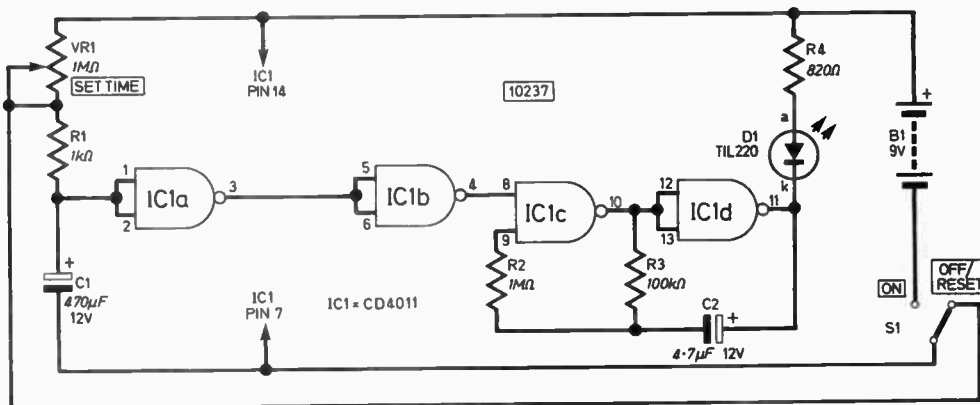 VR1
1MΩ
SET TIME
R1
1kΩ
IC1
PIN 14
10237
R4
820Ω
a
D1
TIL220
k
+
B1
9V
1
2
IC1a
3
5
6
IC1b
4
8
9
IC1c
10
12
13
IC1d
11
R2
1MΩ
R3
100kΩ
+
C1
470µF
12V
IC1
PIN 7
IC1 = CD4011
C2
+
4·7µF
12V
ON
OFF/
RESET
S1